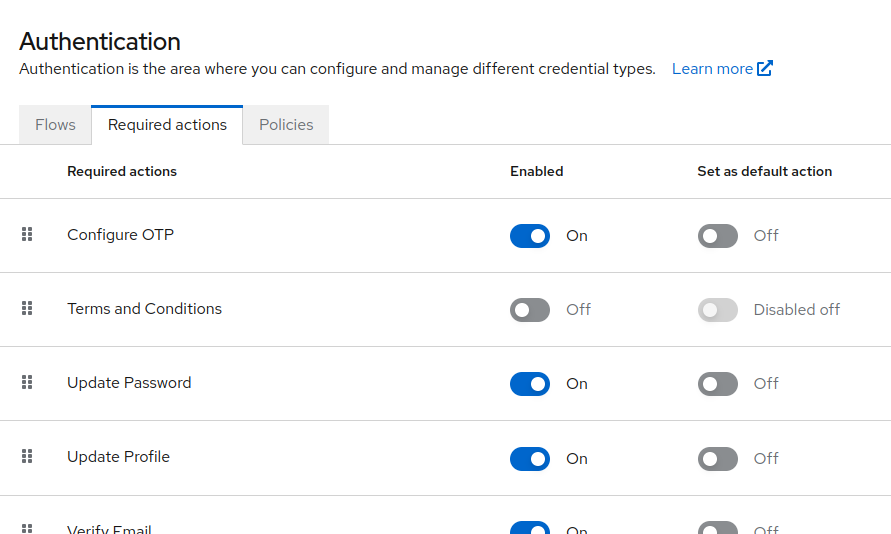 Authentication
Authentication is the area where you can configure and manage different credential types. Learn more
Flows Required actions Policies
Required actions Enabled Set as default action
Configure OTP On Off
Terms and Conditions Off Disabled off
Update Password On Off
Update Profile On Off
Verify Email On Off